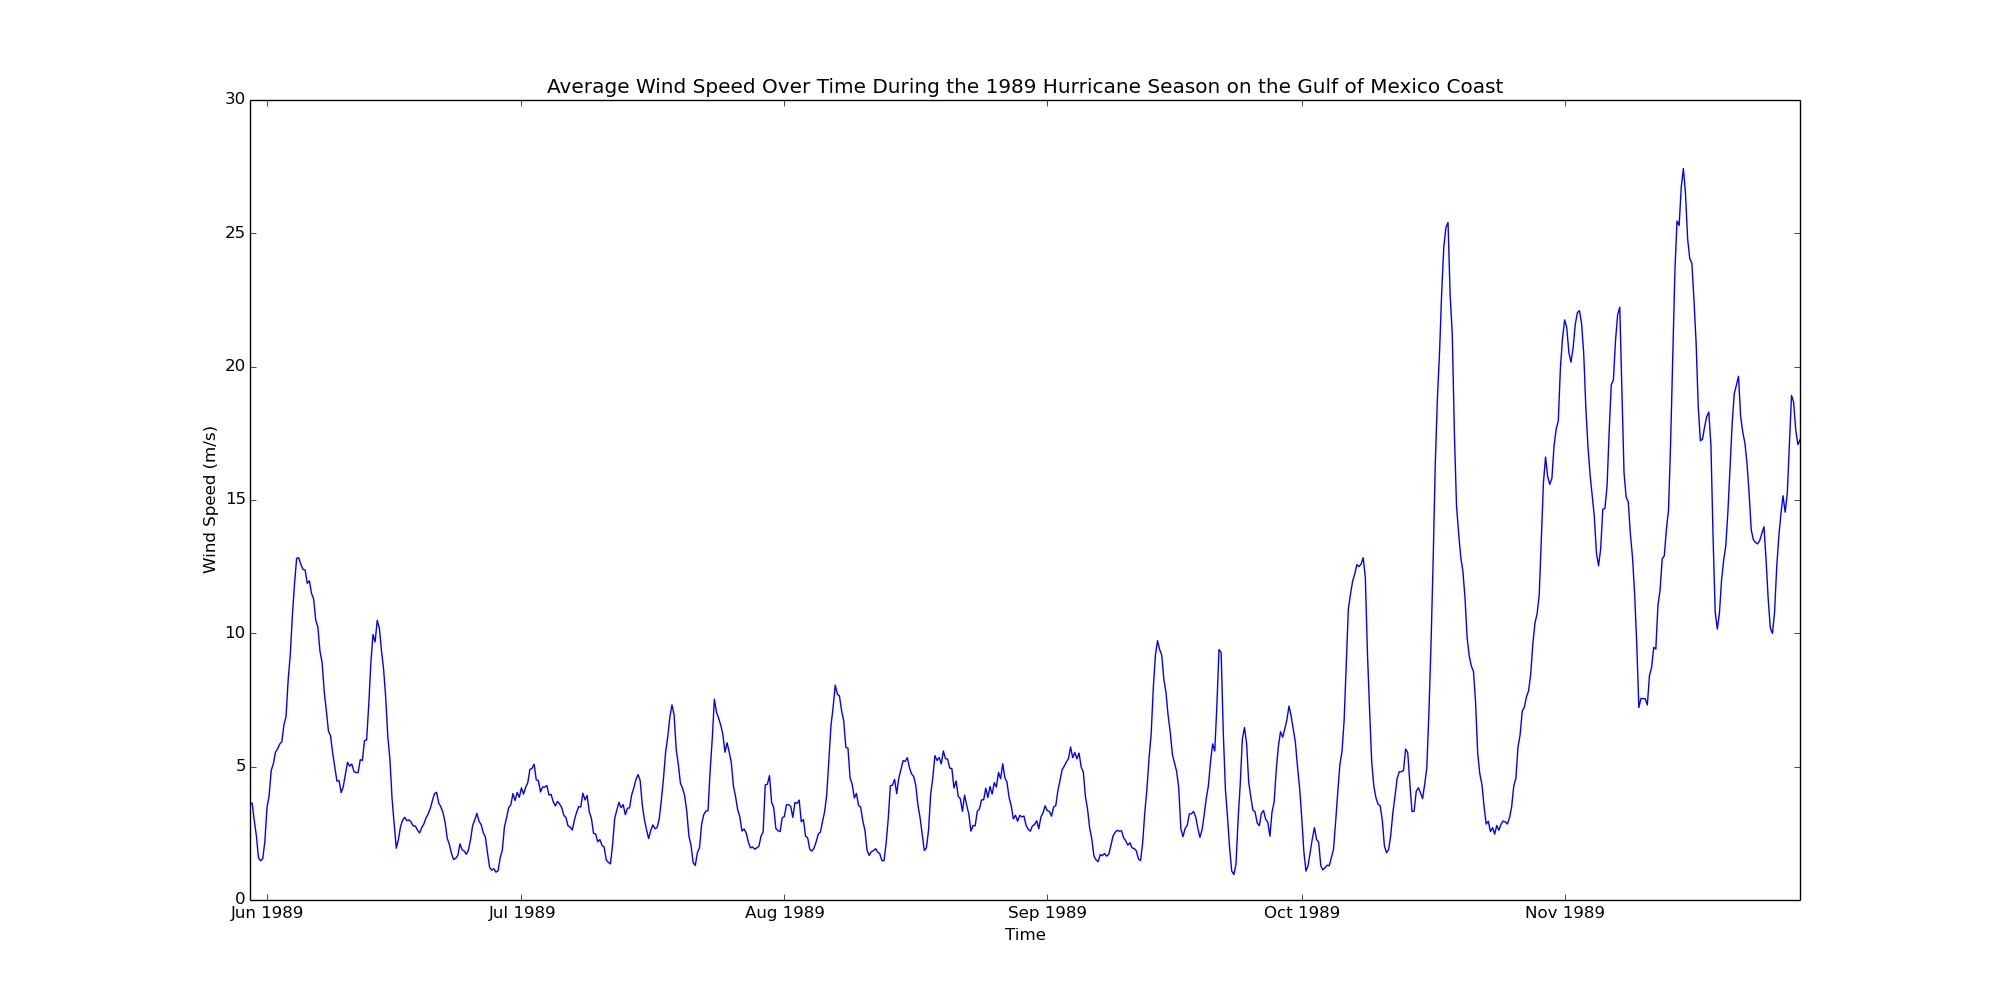 Average Wind Speed Over Time During the 1989 Hurricane Season on the Gulf of Mexico Coast
30
25
20
15
10
5
0
Wind Speed (m/s)
Jun 1989 Jul 1989 Aug 1989 Sep 1989 Oct 1989 Nov 1989
Time